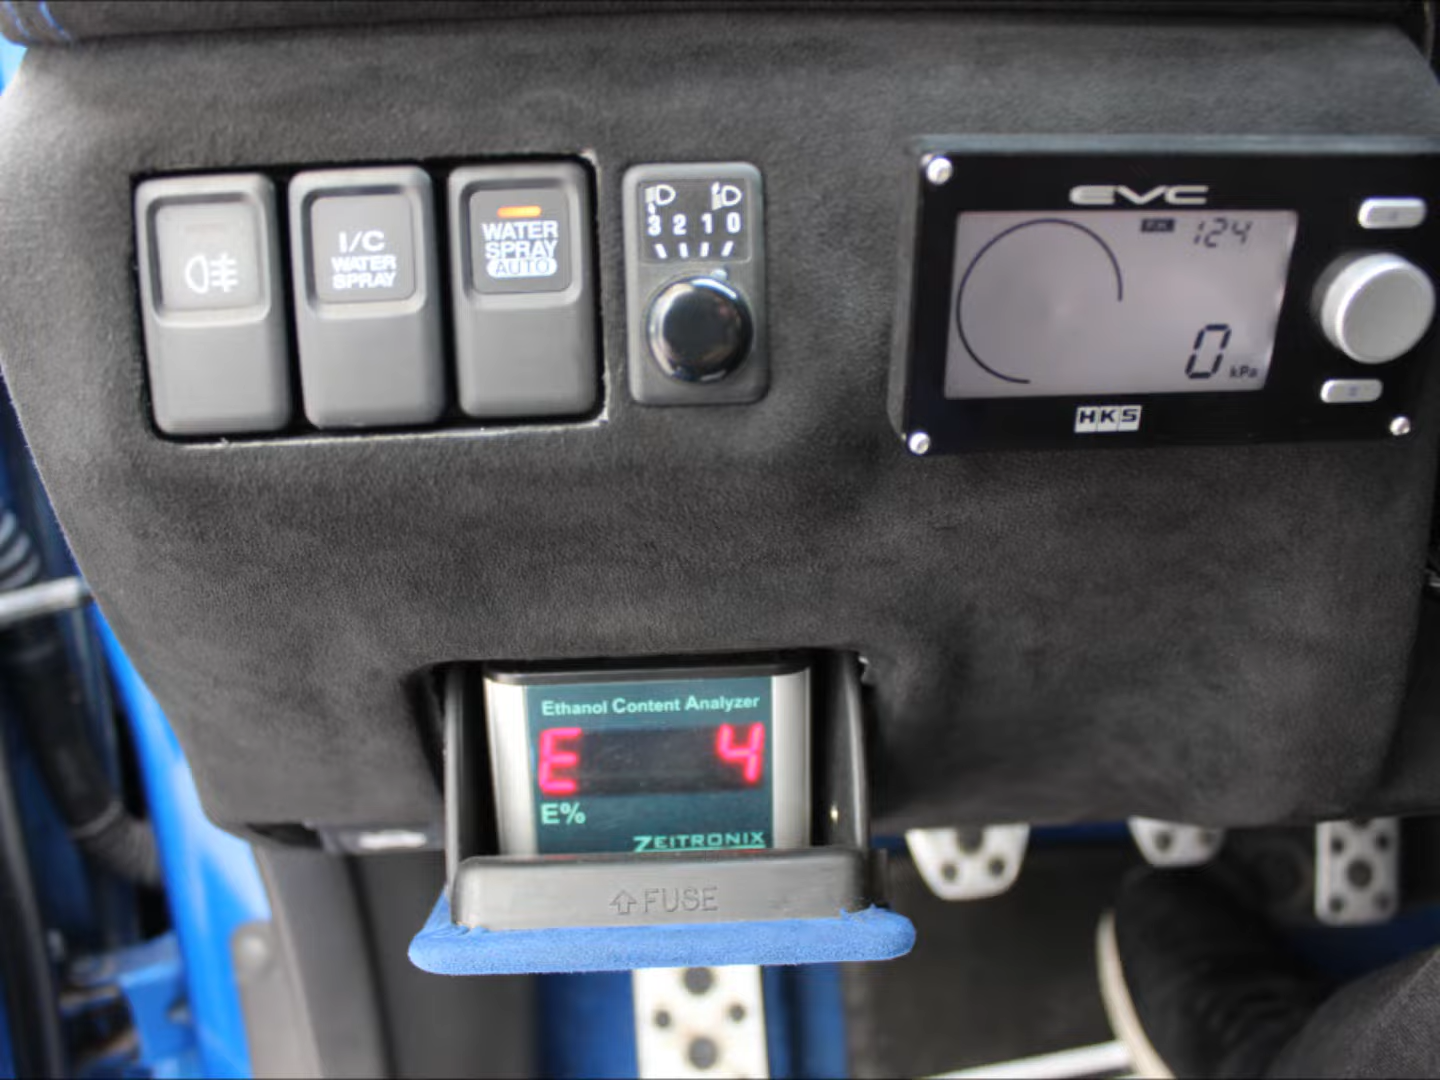 I/C
WATER
SPRAY
WATER
SPRAY
AUTO
3 2 1 0
EVC
124
0
kPa
HKS
Ethanol Content Analyzer
E 4
E%
ZEITRONIX
FUSE